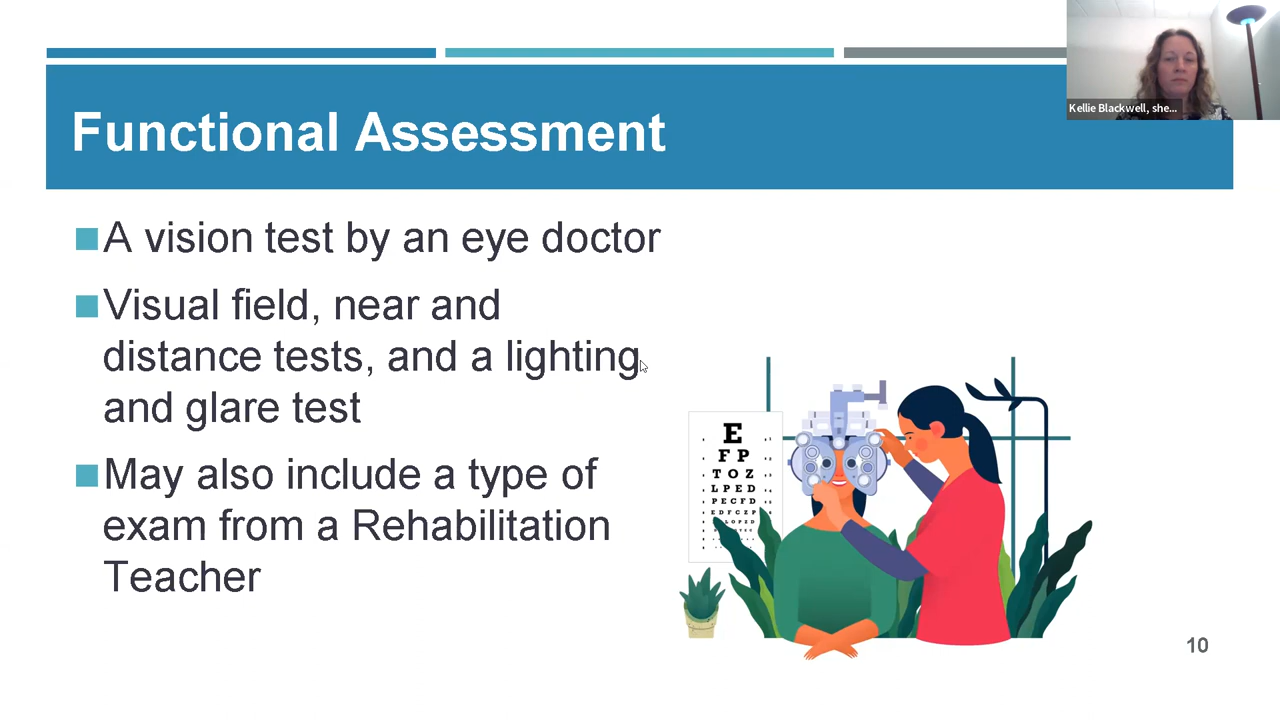 Kellie Blackwell, she...
Functional Assessment
A vision test by an eye doctor
Visual field, near and
distance tests, and a lighting
and glare test
May also include a type of
exam from a Rehabilitation
Teacher
E
F P
T O Z
L P E D
P E C F D
E D F C Z P
10